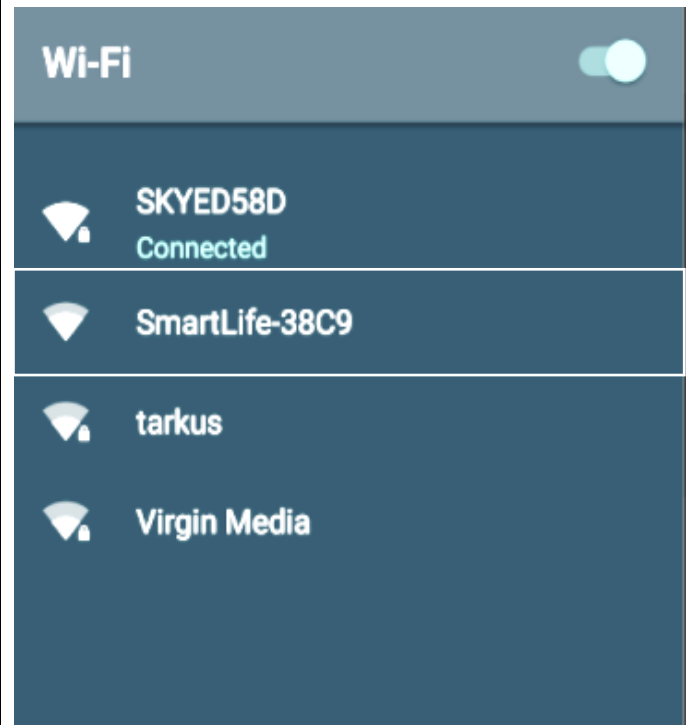 Wi-Fi
SKYED58D
Connected
SmartLife-38C9
tarkus
Virgin Media